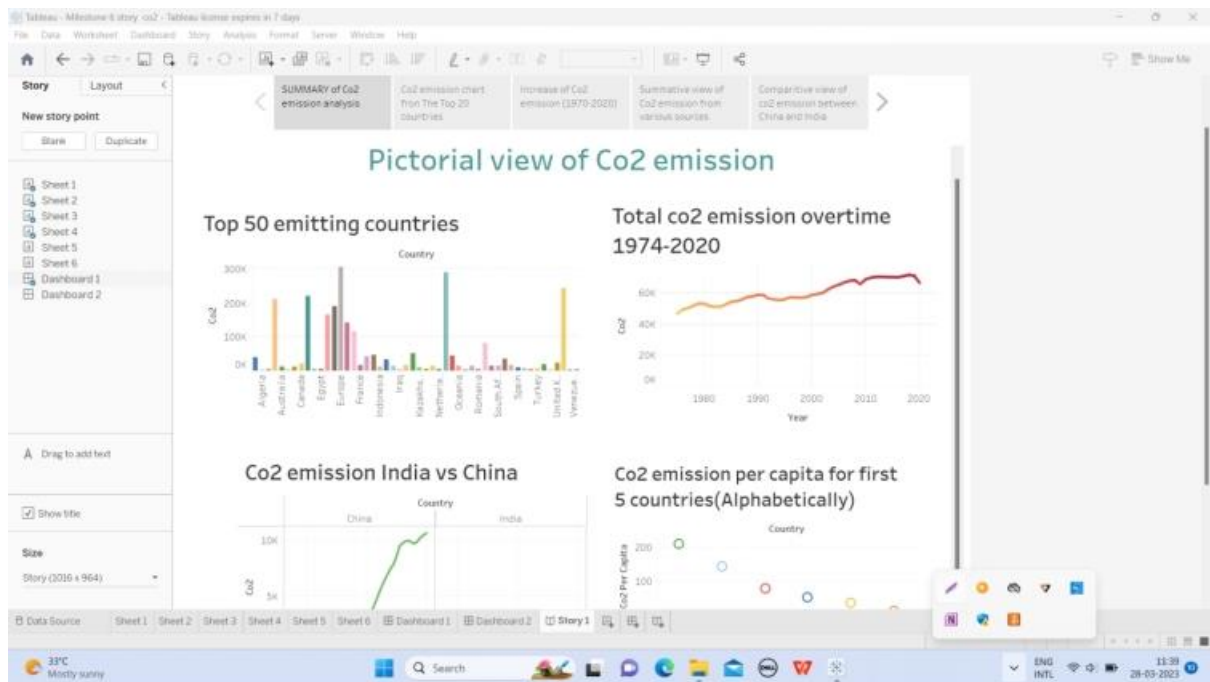 Tableau - Milestone 6 story co2 - Tableau license expires in 7 days
File Data Worksheet Dashboard Story Analysis Format Server Window Help
Show Me
Story Layout
New story point
Blank Duplicate
Sheet 1
Sheet 2
Sheet 3
Sheet 4
Sheet 5
Sheet 6
Dashboard 1
Dashboard 2
A Drag to add text
Show title
Size
Story (1016 x 964)
SUMMARY of Co2
emission analysis
Co2 emission chart
from The Top 20
countries
Increase of Co2
emission (1970-2020)
Summative view of
Co2 emission from
various sources
Comparitive view of
co2 emission between
China and India
Pictorial view of Co2 emission
Top 50 emitting countries
Country
300K
200K
100K
0K
Co2
Algeria
Australia
Canada
Egypt
Europe
France
Indonesia
Iraq
Kazakhs..
Netherla..
Oceania
Romania
South Af..
Spain
Turkey
United K..
Venezue..
Total co2 emission overtime
1974-2020
60K
40K
20K
0K
Co2
1980 1990 2000 2010 2020
Year
Co2 emission India vs China
Country
China India
10K
5K
Co2
Co2 emission per capita for first
5 countries(Alphabetically)
Country
200
100
Co2 Per Capita
Data Source Sheet 1 Sheet 2 Sheet 3 Sheet 4 Sheet 5 Sheet 6 Dashboard 1 Dashboard 2 Story 1
33°C
Mostly sunny
Search
DELL
W
N
ENG
INTL
11:39
28-03-2023